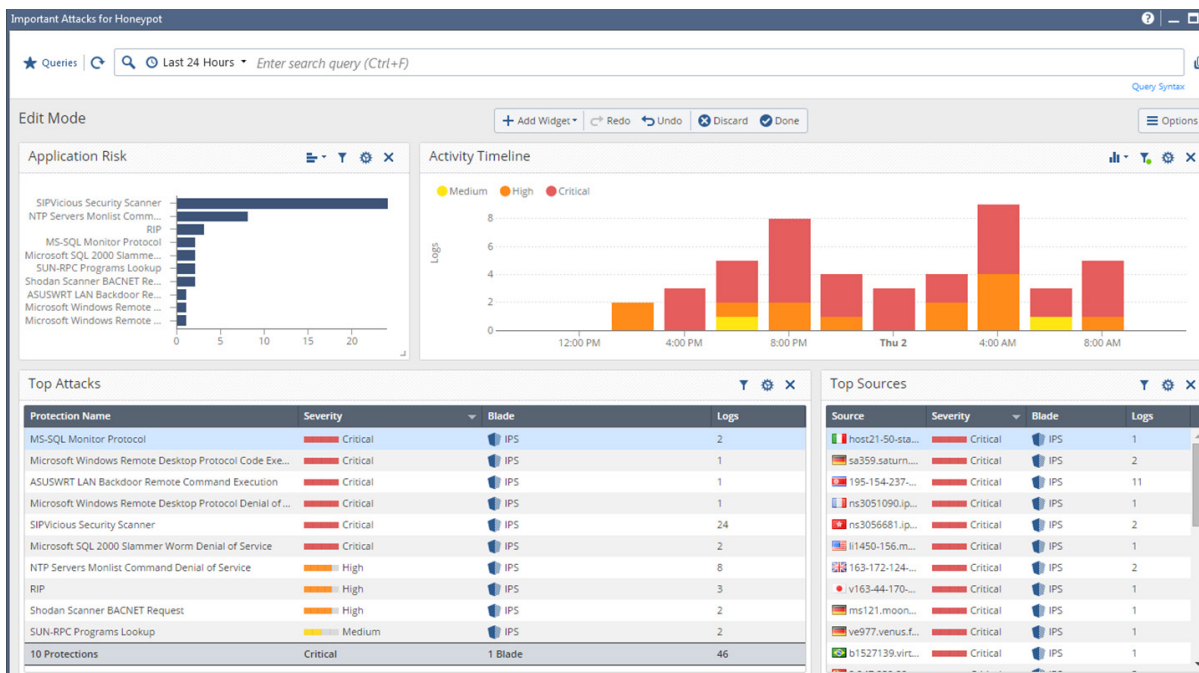 Important Attacks for Honeypot
Queries Last 24 Hours Enter search query (Ctrl+F)
Query Syntax
Edit Mode Add Widget Redo Undo Discard Done Options
Application Risk
SIPVicious Security Scanner
NTP Servers Monlist Comm...
RIP
MS-SQL Monitor Protocol
Microsoft SQL 2000 Slamme...
SUN-RPC Programs Lookup
Shodan Scanner BACNET Re...
ASUSWRT LAN Backdoor Re...
Microsoft Windows Remote ...
Microsoft Windows Remote ...
0 5 10 15 20
Activity Timeline
Medium High Critical
Logs
8
6
4
2
0
12:00 PM 4:00 PM 8:00 PM Thu 2 4:00 AM 8:00 AM
Top Attacks
Protection Name Severity Blade Logs
MS-SQL Monitor Protocol Critical IPS 2
Microsoft Windows Remote Desktop Protocol Code Exe... Critical IPS 1
ASUSWRT LAN Backdoor Remote Command Execution Critical IPS 1
Microsoft Windows Remote Desktop Protocol Denial of ... Critical IPS 1
SIPVicious Security Scanner Critical IPS 24
Microsoft SQL 2000 Slammer Worm Denial of Service Critical IPS 2
NTP Servers Monlist Command Denial of Service High IPS 8
RIP High IPS 3
Shodan Scanner BACNET Request High IPS 2
SUN-RPC Programs Lookup Medium IPS 2
10 Protections Critical 1 Blade 46
Top Sources
Source Severity Blade Logs
host21-50-sta... Critical IPS 1
sa359.saturn.... Critical IPS 2
195-154-237-... Critical IPS 11
ns3051090.ip... Critical IPS 1
ns3056681.ip... Critical IPS 2
li1450-156.m... Critical IPS 1
163-172-124-... Critical IPS 2
v163-44-170-... Critical IPS 1
ms121.moon... Critical IPS 1
ve977.venus.f... Critical IPS 1
b1527139.virt... Critical IPS 1